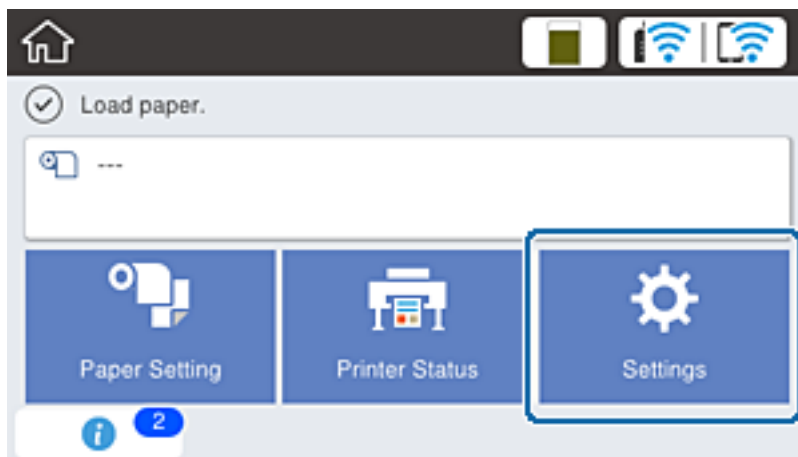 Load paper.
---
Paper Setting
Printer Status
Settings
i 2